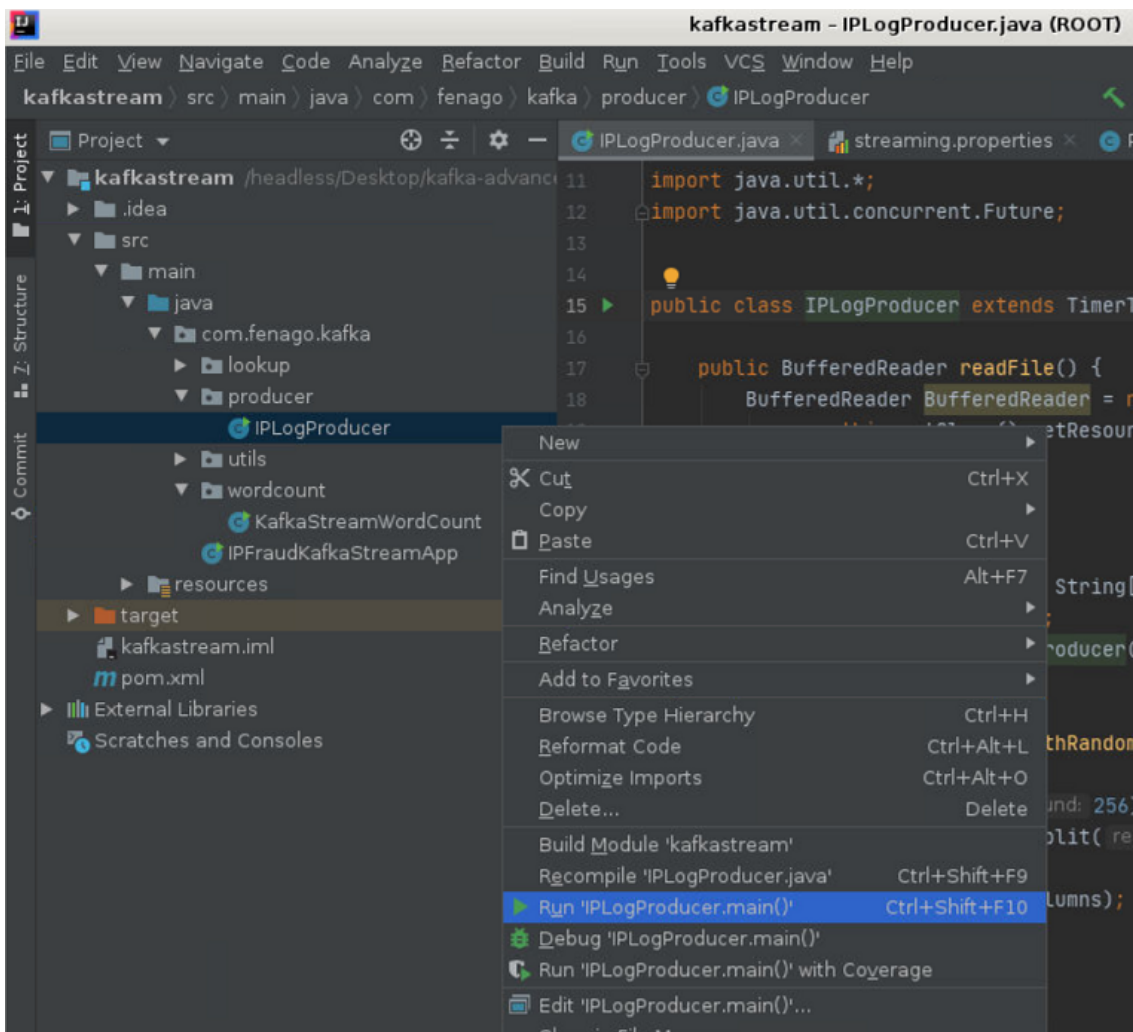 kafkastream – IPLogProducer.java (ROOT)
File Edit View Navigate Code Analyze Refactor Build Run Tools VCS Window Help
kafkastream src main java com fenago kafka producer IPLogProducer
Project
IPLogProducer.java streaming.properties
1: Project
7: Structure
Commit
kafkastream /headless/Desktop/kafka-advance
.idea
src
main
java
com.fenago.kafka
lookup
producer
IPLogProducer
utils
wordcount
KafkaStreamWordCount
IPFraudKafkaStreamApp
resources
target
kafkastream.iml
pom.xml
External Libraries
Scratches and Consoles
11 import java.util.*;
12 import java.util.concurrent.Future;
13
14
15 public class IPLogProducer extends TimerT
16
17 public BufferedReader readFile() {
18 BufferedReader BufferedReader =
etResour
String[
;
roducer(
thRandom
und: 256
plit( re
lumns);
New
Cut Ctrl+X
Copy
Paste Ctrl+V
Find Usages Alt+F7
Analyze
Refactor
Add to Favorites
Browse Type Hierarchy Ctrl+H
Reformat Code Ctrl+Alt+L
Optimize Imports Ctrl+Alt+O
Delete... Delete
Build Module 'kafkastream'
Recompile 'IPLogProducer.java' Ctrl+Shift+F9
Run 'IPLogProducer.main()' Ctrl+Shift+F10
Debug 'IPLogProducer.main()'
Run 'IPLogProducer.main()' with Coverage
Edit 'IPLogProducer.main()'...